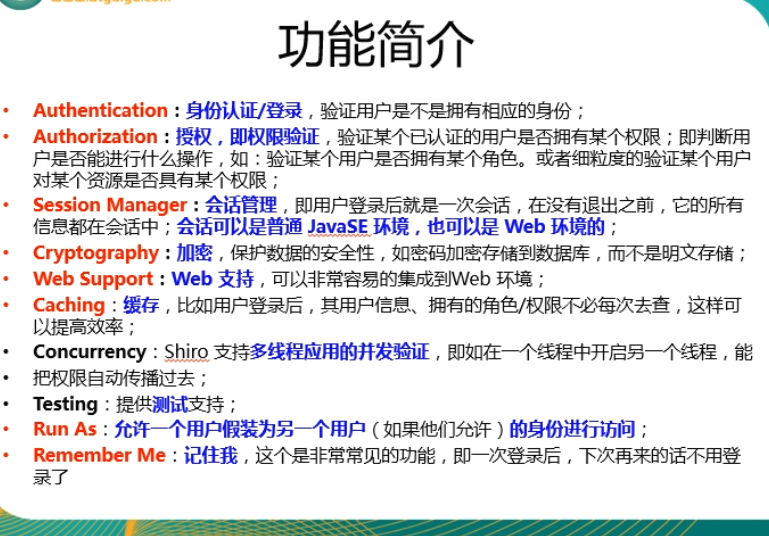 功能简介
• Authentication：身份认证/登录，验证用户是不是拥有相应的身份；
• Authorization：授权，即权限验证，验证某个已认证的用户是否拥有某个权限；即判断用
户是否能进行什么操作，如：验证某个用户是否拥有某个角色。或者细粒度的验证某个用户
对某个资源是否具有某个权限；
• Session Manager：会话管理，即用户登录后就是一次会话，在没有退出之前，它的所有
信息都在会话中；会话可以是普通 JavaSE 环境，也可以是 Web 环境的；
• Cryptography：加密，保护数据的安全性，如密码加密存储到数据库，而不是明文存储；
• Web Support：Web 支持，可以非常容易的集成到Web 环境；
• Caching：缓存，比如用户登录后，其用户信息、拥有的角色/权限不必每次去查，这样可
以提高效率；
• Concurrency：Shiro 支持多线程应用的并发验证，即如在一个线程中开启另一个线程，能
• 把权限自动传播过去；
• Testing：提供测试支持；
• Run As：允许一个用户假装为另一个用户（如果他们允许）的身份进行访问；
• Remember Me：记住我，这个是非常常见的功能，即一次登录后，下次再来的话不用登
录了